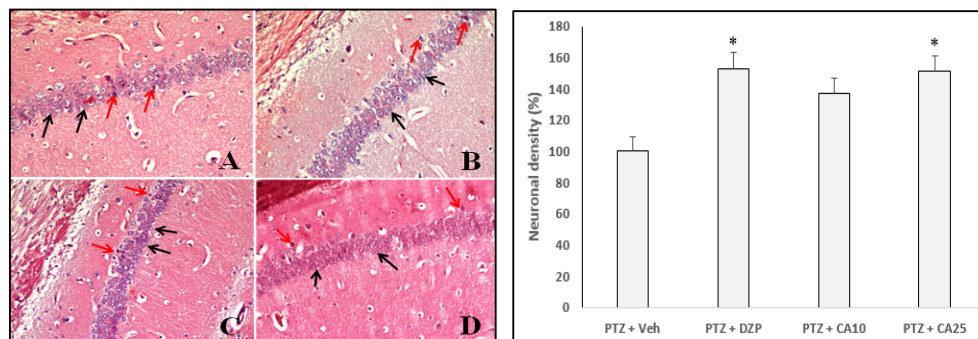 A
B
C
D
Neuronal density (%)
180
160
140
120
100
80
60
40
20
0
*
*
PTZ + Veh
PTZ + DZP
PTZ + CA10
PTZ + CA25